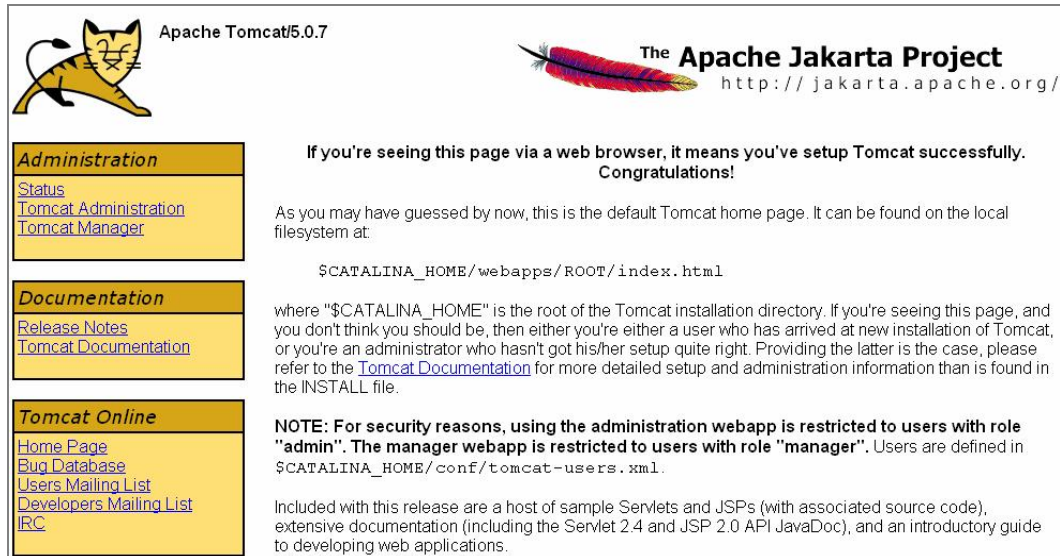 Apache Tomcat/5.0.7
The Apache Jakarta Project
http://jakarta.apache.org/
Administration
Status
Tomcat Administration
Tomcat Manager
Documentation
Release Notes
Tomcat Documentation
Tomcat Online
Home Page
Bug Database
Users Mailing List
Developers Mailing List
IRC
If you're seeing this page via a web browser, it means you've setup Tomcat successfully.
Congratulations!
As you may have guessed by now, this is the default Tomcat home page. It can be found on the local
filesystem at:
$CATALINA_HOME/webapps/ROOT/index.html
where "$CATALINA_HOME" is the root of the Tomcat installation directory. If you're seeing this page, and
you don't think you should be, then either you're either a user who has arrived at new installation of Tomcat,
or you're an administrator who hasn't got his/her setup quite right. Providing the latter is the case, please
refer to the Tomcat Documentation for more detailed setup and administration information than is found in
the INSTALL file.
NOTE: For security reasons, using the administration webapp is restricted to users with role
"admin". The manager webapp is restricted to users with role "manager". Users are defined in
$CATALINA_HOME/conf/tomcat-users.xml.
Included with this release are a host of sample Servlets and JSPs (with associated source code),
extensive documentation (including the Servlet 2.4 and JSP 2.0 API JavaDoc), and an introductory guide
to developing web applications.